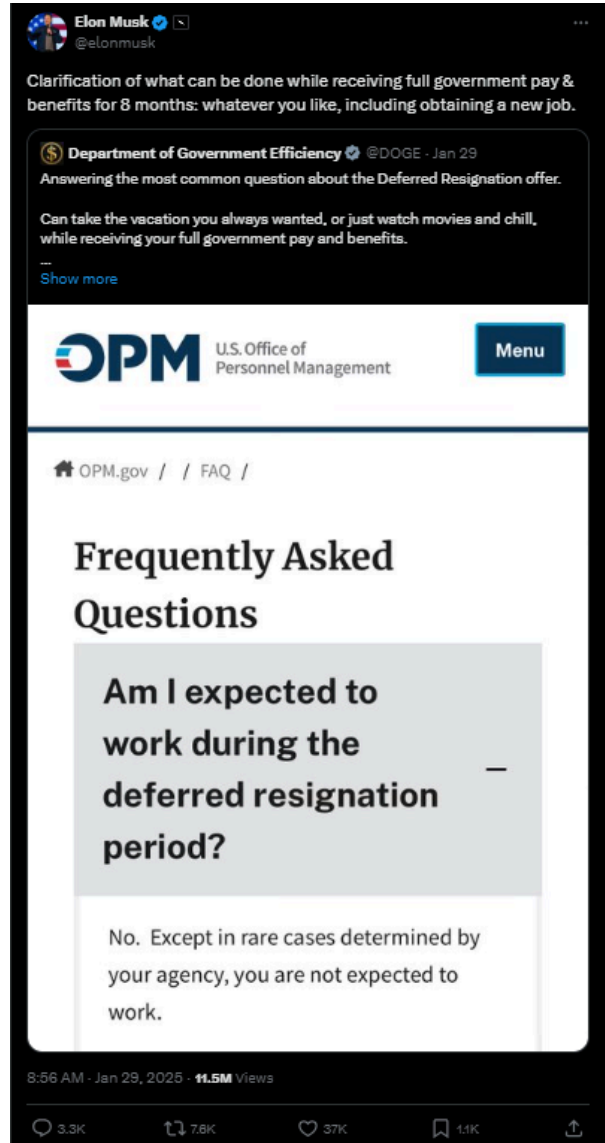 Elon Musk
@elonmusk
Clarification of what can be done while receiving full government pay &
benefits for 8 months: whatever you like, including obtaining a new job.
Department of Government Efficiency @DOGE · Jan 29
Answering the most common question about the Deferred Resignation offer.
Can take the vacation you always wanted, or just watch movies and chill,
while receiving your full government pay and benefits.
...
Show more
OPM U.S. Office of
Personnel Management
Menu
OPM.gov / / FAQ /
Frequently Asked
Questions
Am I expected to
work during the
deferred resignation
period?
No. Except in rare cases determined by
your agency, you are not expected to
work.
8:56 AM · Jan 29, 2025 · 11.5M Views
3.3K 7.6K 37K 1.1K